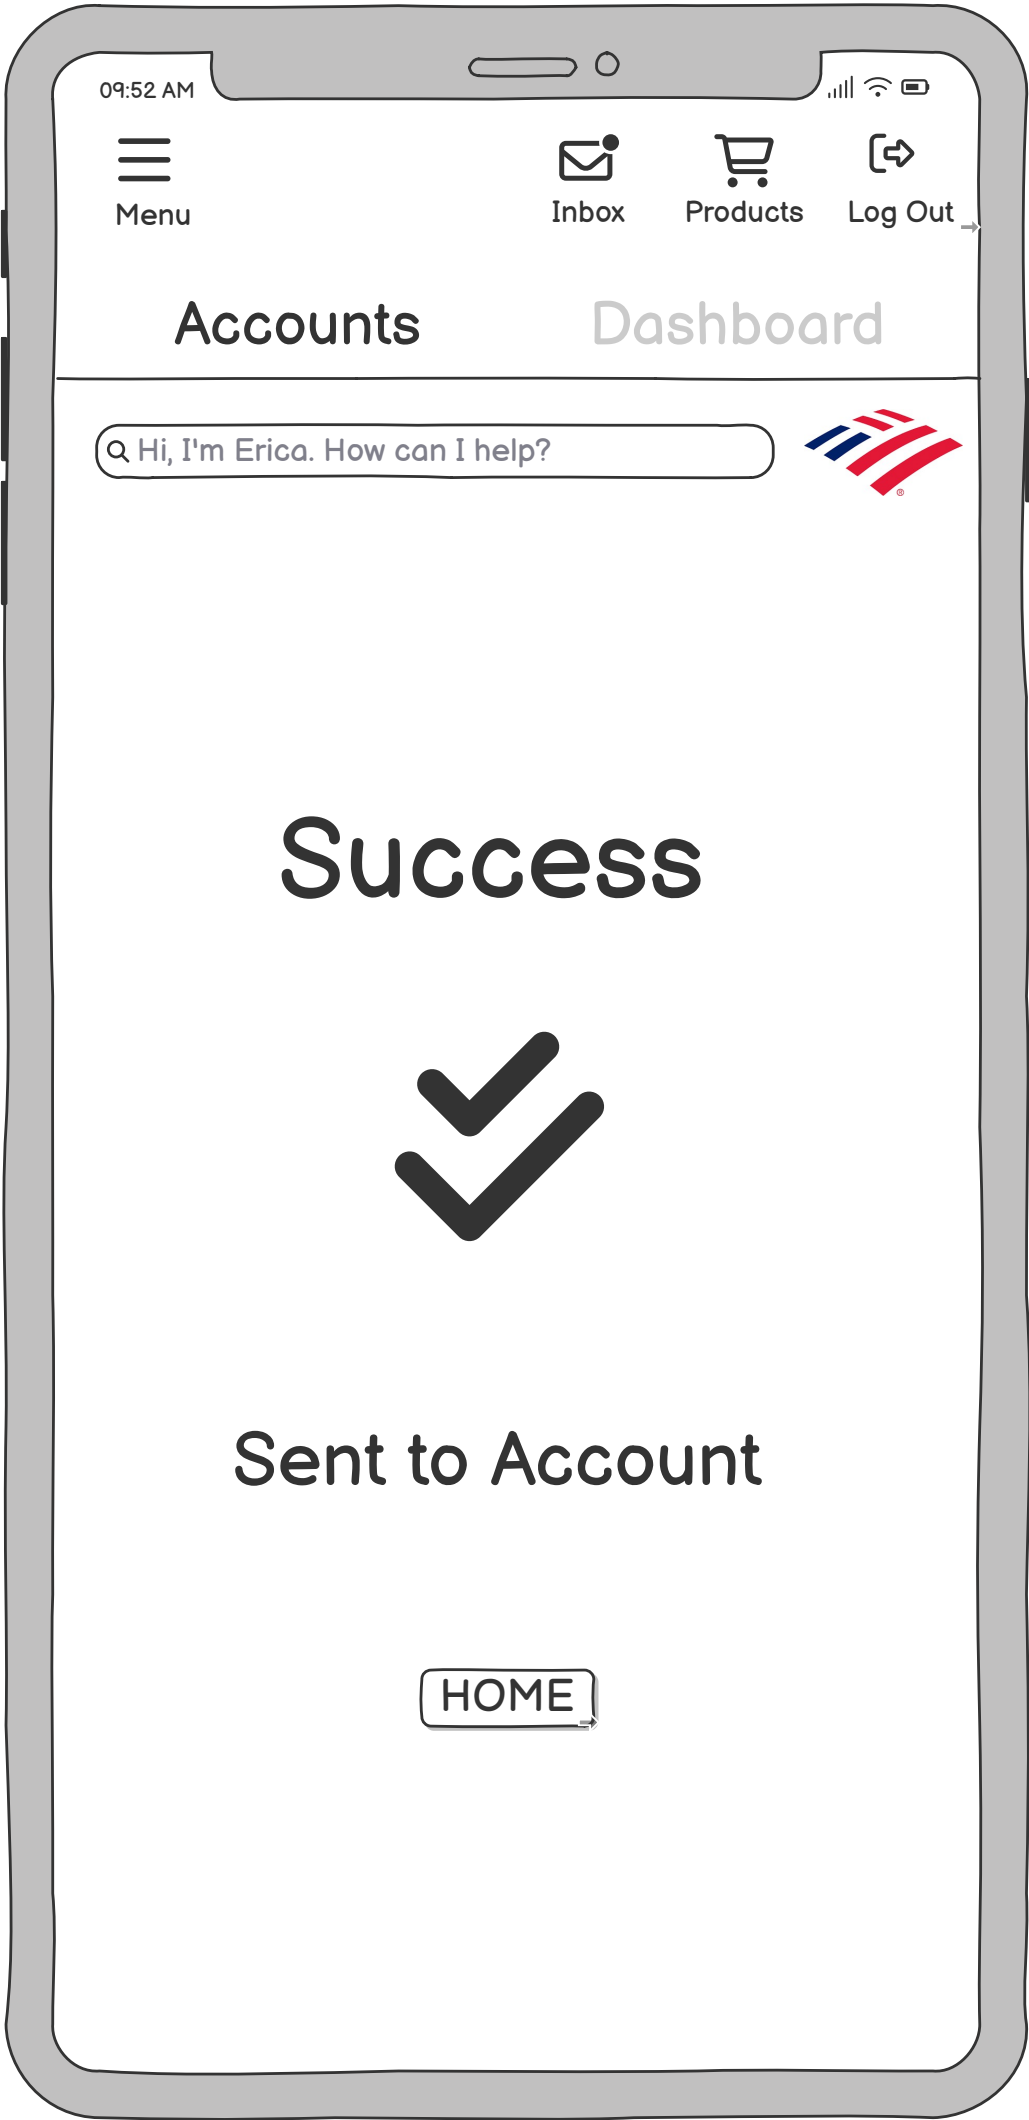 09:52 AM
Menu
Inbox
Products
Log Out
Accounts
Dashboard
Hi, I'm Erica. How can I help?
®
Success
Sent to Account
HOME